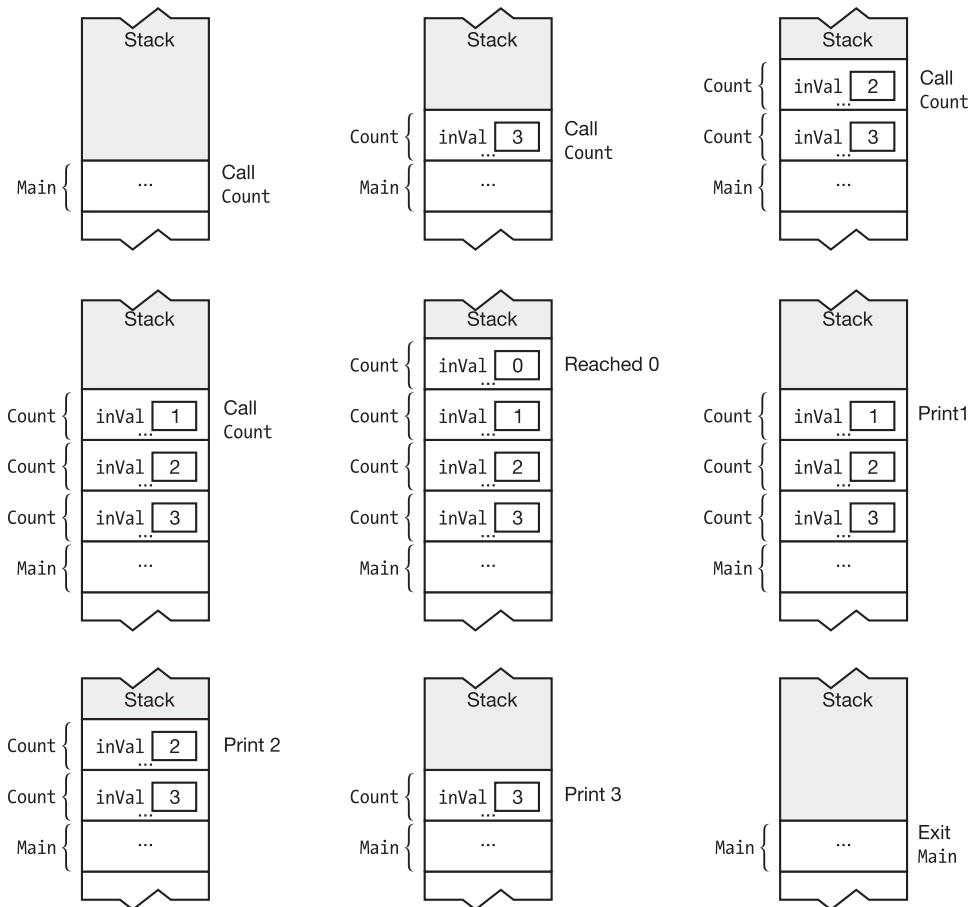 Stack
Main
...
Call
Count
Stack
Count
inVal 3
...
Call
Count
Main
...
Stack
Count
inVal 2
...
Call
Count
Count
inVal 3
...
Main
...
Stack
Count
inVal 1
...
Call
Count
Count
inVal 2
...
Count
inVal 3
...
Main
...
Stack
Count
inVal 0
...
Reached 0
Count
inVal 1
...
Count
inVal 2
...
Count
inVal 3
...
Main
...
Stack
Count
inVal 1
...
Print1
Count
inVal 2
...
Count
inVal 3
...
Main
...
Stack
Count
inVal 2
...
Print 2
Count
inVal 3
...
Main
...
Stack
Count
inVal 3
...
Print 3
Main
...
Stack
Main
...
Exit
Main